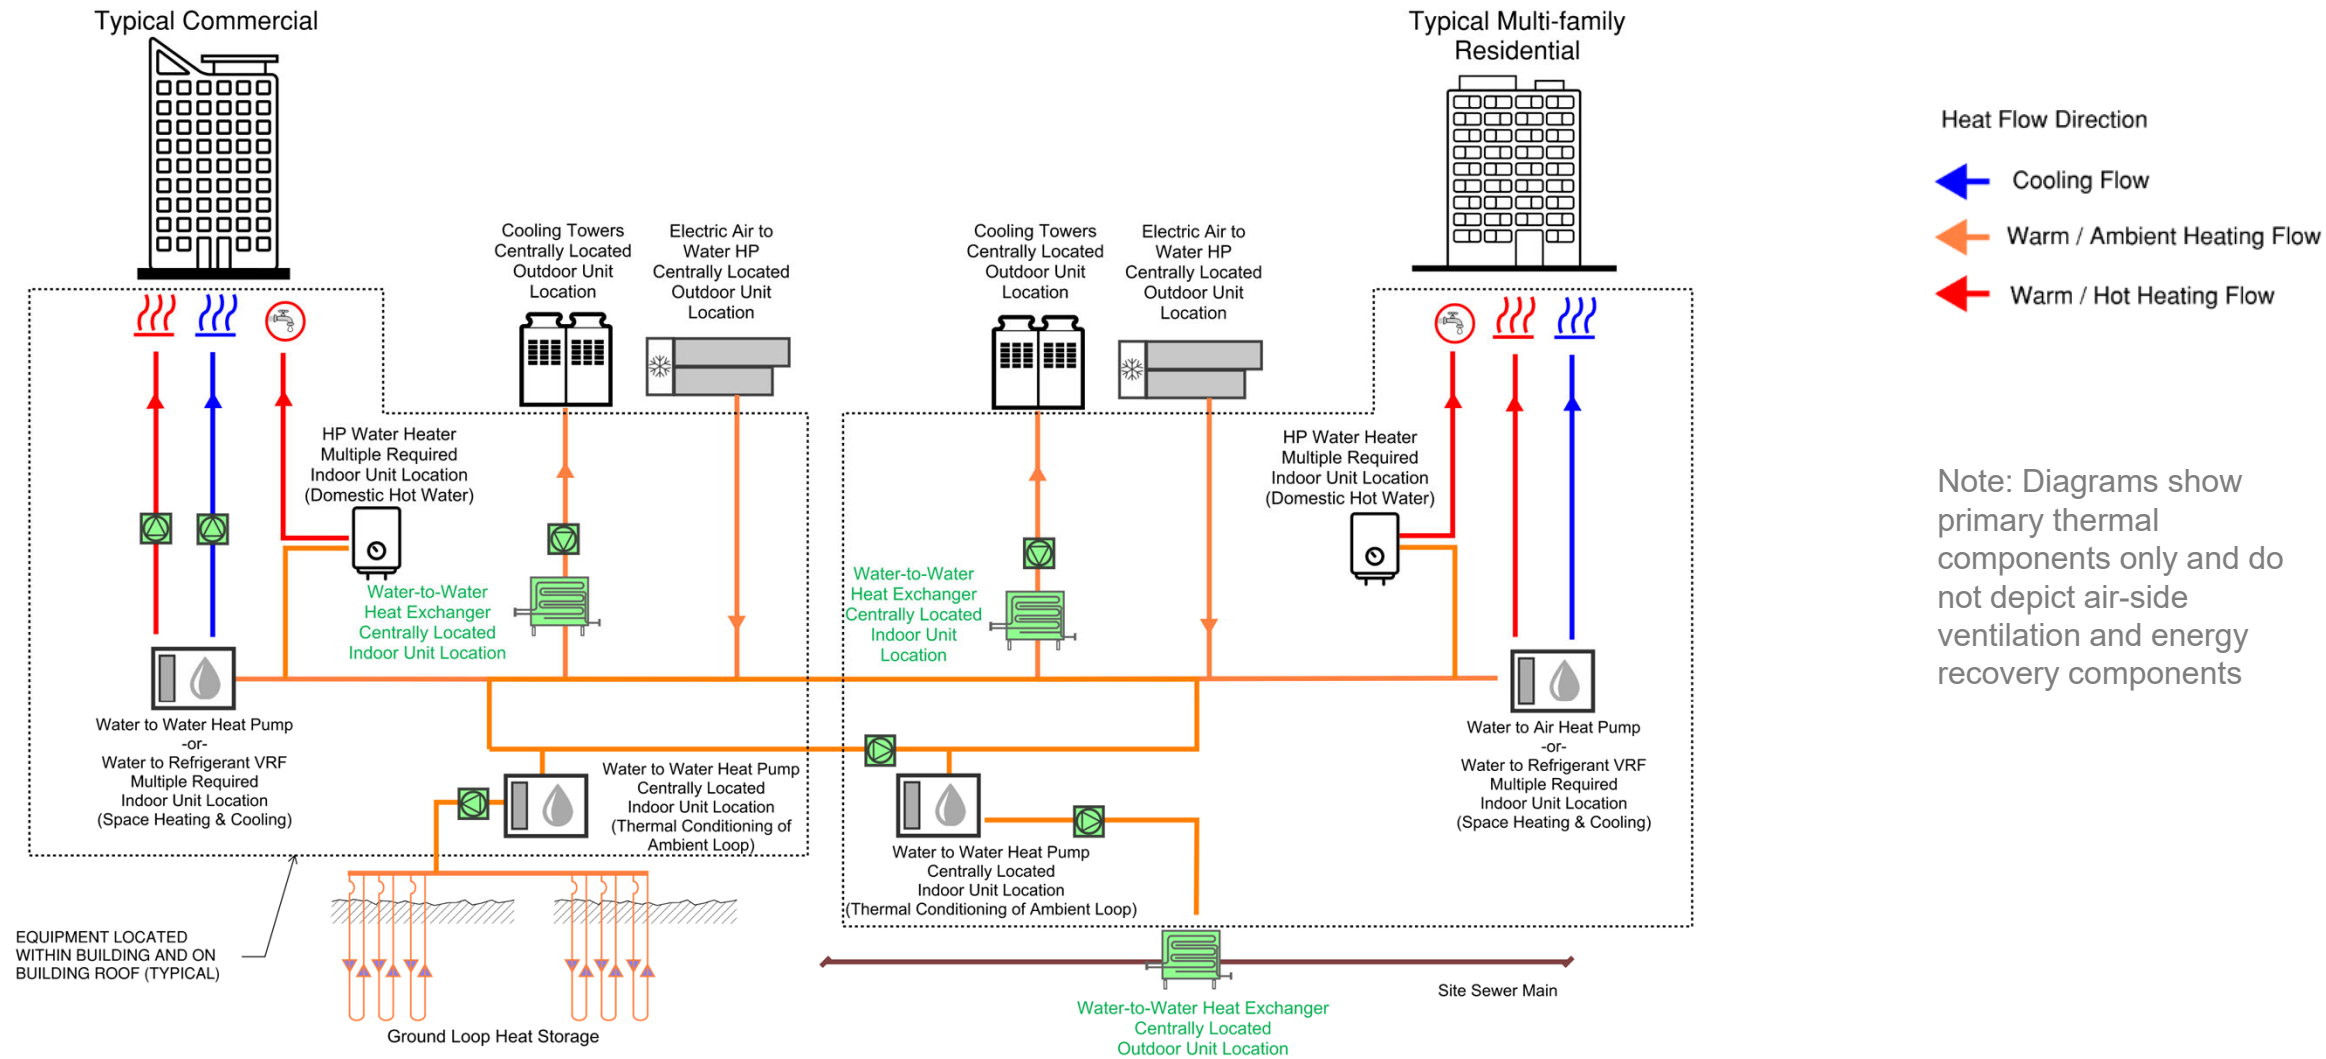 Typical Commercial
Typical Multi-family
Residential
Heat Flow Direction
Cooling Flow
Warm / Ambient Heating Flow
Warm / Hot Heating Flow
Note: Diagrams show
primary thermal
components only and do
not depict air-side
ventilation and energy
recovery components
Cooling Towers
Centrally Located
Outdoor Unit
Location
Electric Air to
Water HP
Centrally Located
Outdoor Unit
Location
Cooling Towers
Centrally Located
Outdoor Unit
Location
Electric Air to
Water HP
Centrally Located
Outdoor Unit
Location
HP Water Heater
Multiple Required
Indoor Unit Location
(Domestic Hot Water)
HP Water Heater
Multiple Required
Indoor Unit Location
(Domestic Hot Water)
Water-to-Water
Heat Exchanger
Centrally Located
Indoor Unit Location
Water-to-Water
Heat Exchanger
Centrally Located
Indoor Unit
Location
Water to Water Heat Pump
-or-
Water to Refrigerant VRF
Multiple Required
Indoor Unit Location
(Space Heating & Cooling)
Water to Water Heat Pump
Centrally Located
Indoor Unit Location
(Thermal Conditioning of
Ambient Loop)
Water to Water Heat Pump
Centrally Located
Indoor Unit Location
(Thermal Conditioning of Ambient Loop)
Water to Air Heat Pump
-or-
Water to Refrigerant VRF
Multiple Required
Indoor Unit Location
(Space Heating & Cooling)
EQUIPMENT LOCATED
WITHIN BUILDING AND ON
BUILDING ROOF (TYPICAL)
Ground Loop Heat Storage
Site Sewer Main
Water-to-Water Heat Exchanger
Centrally Located
Outdoor Unit Location